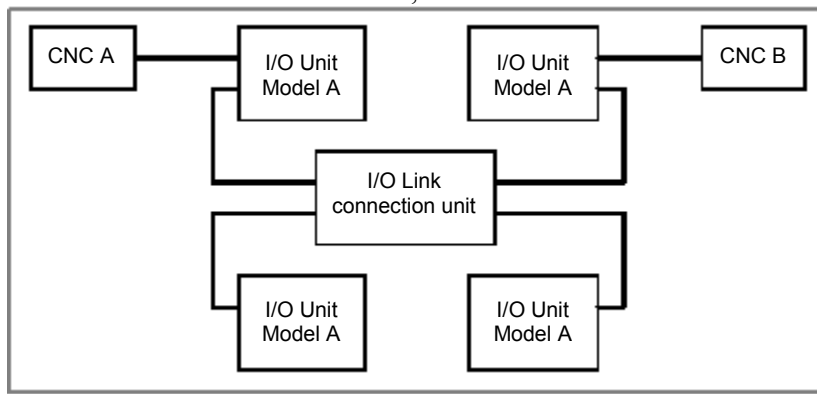 CNC A
I/O Unit
Model A
I/O Unit
Model A
CNC B
I/O Link
connection unit
I/O Unit
Model A
I/O Unit
Model A